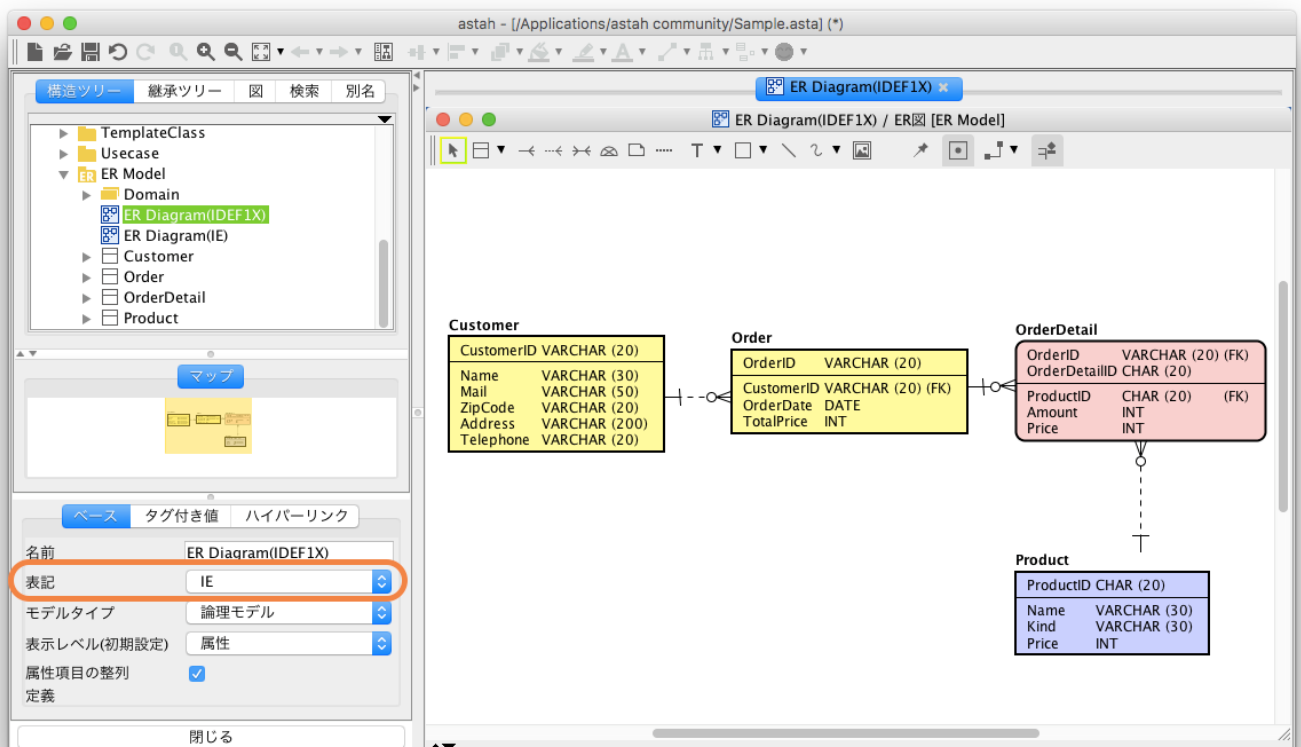 astah - [/Applications/astah community/Sample.asta] (*)
構造ツリー 継承ツリー 図 検索 別名
TemplateClass
Usecase
ER Model
Domain
ER Diagram(IDEF1X)
ER Diagram(IE)
Customer
Order
OrderDetail
Product
マップ
ベース タグ付き値 ハイパーリンク
名前 ER Diagram(IDEF1X)
表記 IE
モデルタイプ 論理モデル
表示レベル(初期設定) 属性
属性項目の整列
定義
閉じる
ER Diagram(IDEF1X)
ER Diagram(IDEF1X) / ER図 [ER Model]
Customer
CustomerID VARCHAR (20)
Name VARCHAR (30)
Mail VARCHAR (50)
ZipCode VARCHAR (20)
Address VARCHAR (200)
Telephone VARCHAR (20)
Order
OrderID VARCHAR (20)
CustomerID VARCHAR (20) (FK)
OrderDate DATE
TotalPrice INT
OrderDetail
OrderID VARCHAR (20) (FK)
OrderDetailID CHAR (20)
ProductID CHAR (20) (FK)
Amount INT
Price INT
Product
ProductID CHAR (20)
Name VARCHAR (30)
Kind VARCHAR (30)
Price INT